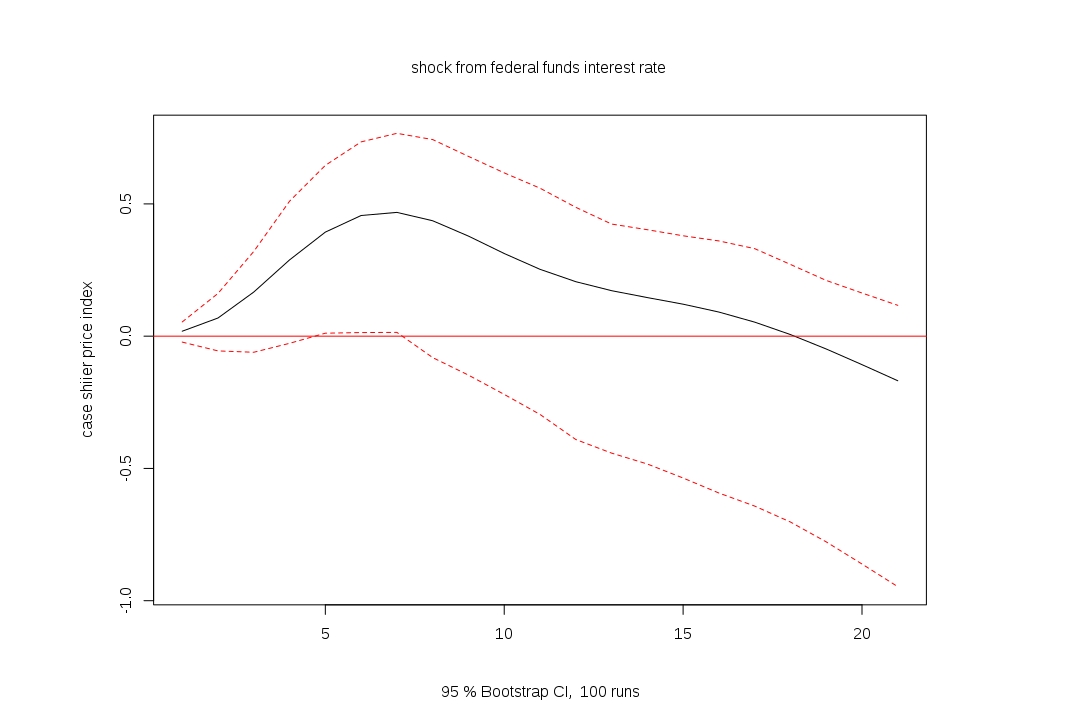 shock from federal funds interest rate
case shiier price index
0.5
0.0
-0.5
-1.0
5 10 15 20
95 % Bootstrap CI, 100 runs